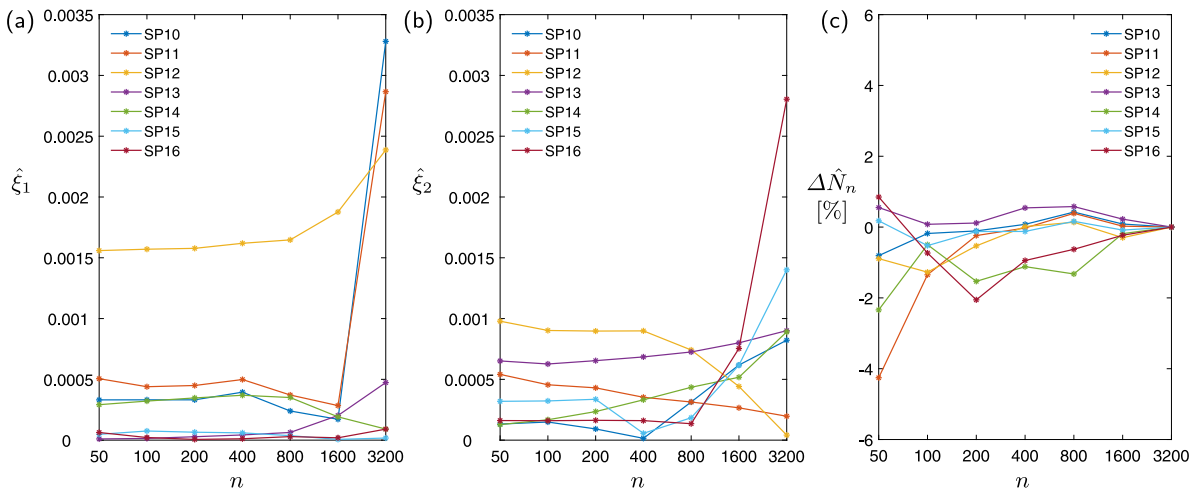 (a)
0.0035
0.003
0.0025
0.002
0.0015
0.001
0.0005
0
ξ̂₁
SP10
SP11
SP12
SP13
SP14
SP15
SP16
50 100 200 400 800 1600 3200
n
(b)
0.0035
0.003
0.0025
0.002
0.0015
0.001
0.0005
0
ξ̂₂
SP10
SP11
SP12
SP13
SP14
SP15
SP16
50 100 200 400 800 1600 3200
n
(c)
6
4
2
0
-2
-4
-6
ΔN̂ₙ
[%]
SP10
SP11
SP12
SP13
SP14
SP15
SP16
50 100 200 400 800 1600 3200
n